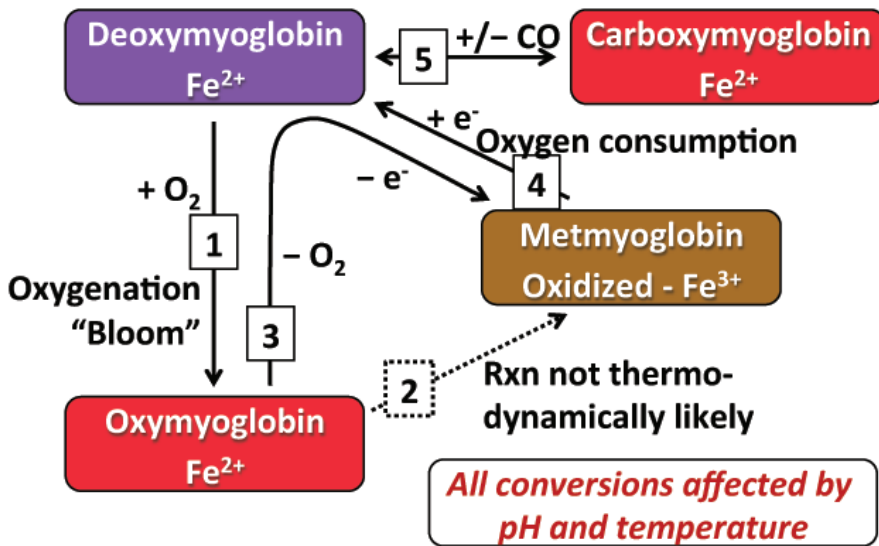 Deoxymyoglobin
Fe²⁺
5
+/− CO
Carboxymyoglobin
Fe²⁺
+ e⁻
Oxygen consumption
4
− e⁻
+ O₂
1
− O₂
Metmyoglobin
Oxidized - Fe³⁺
Oxygenation
“Bloom”
3
2
Rxn not thermo-
dynamically likely
Oxymyoglobin
Fe²⁺
All conversions affected by
pH and temperature